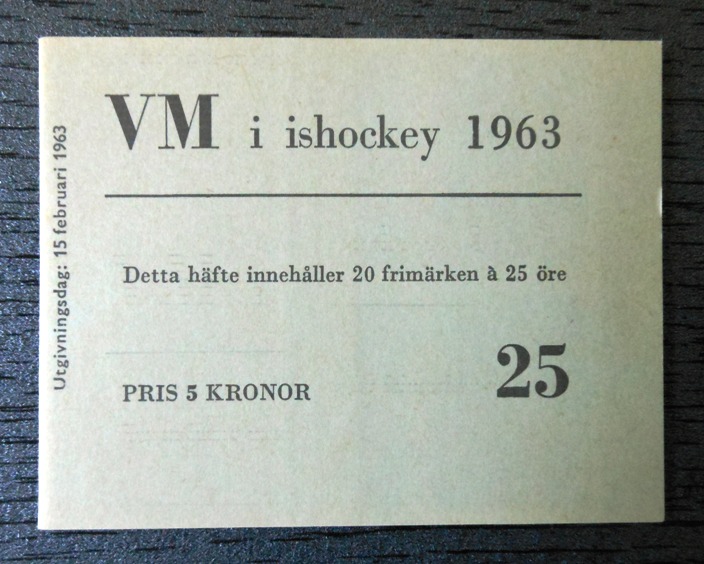 VM i ishockey 1963
Utgivningsdag: 15 februari 1963
Detta häfte innehåller 20 frimärken à 25 öre
25
PRIS 5 KRONOR